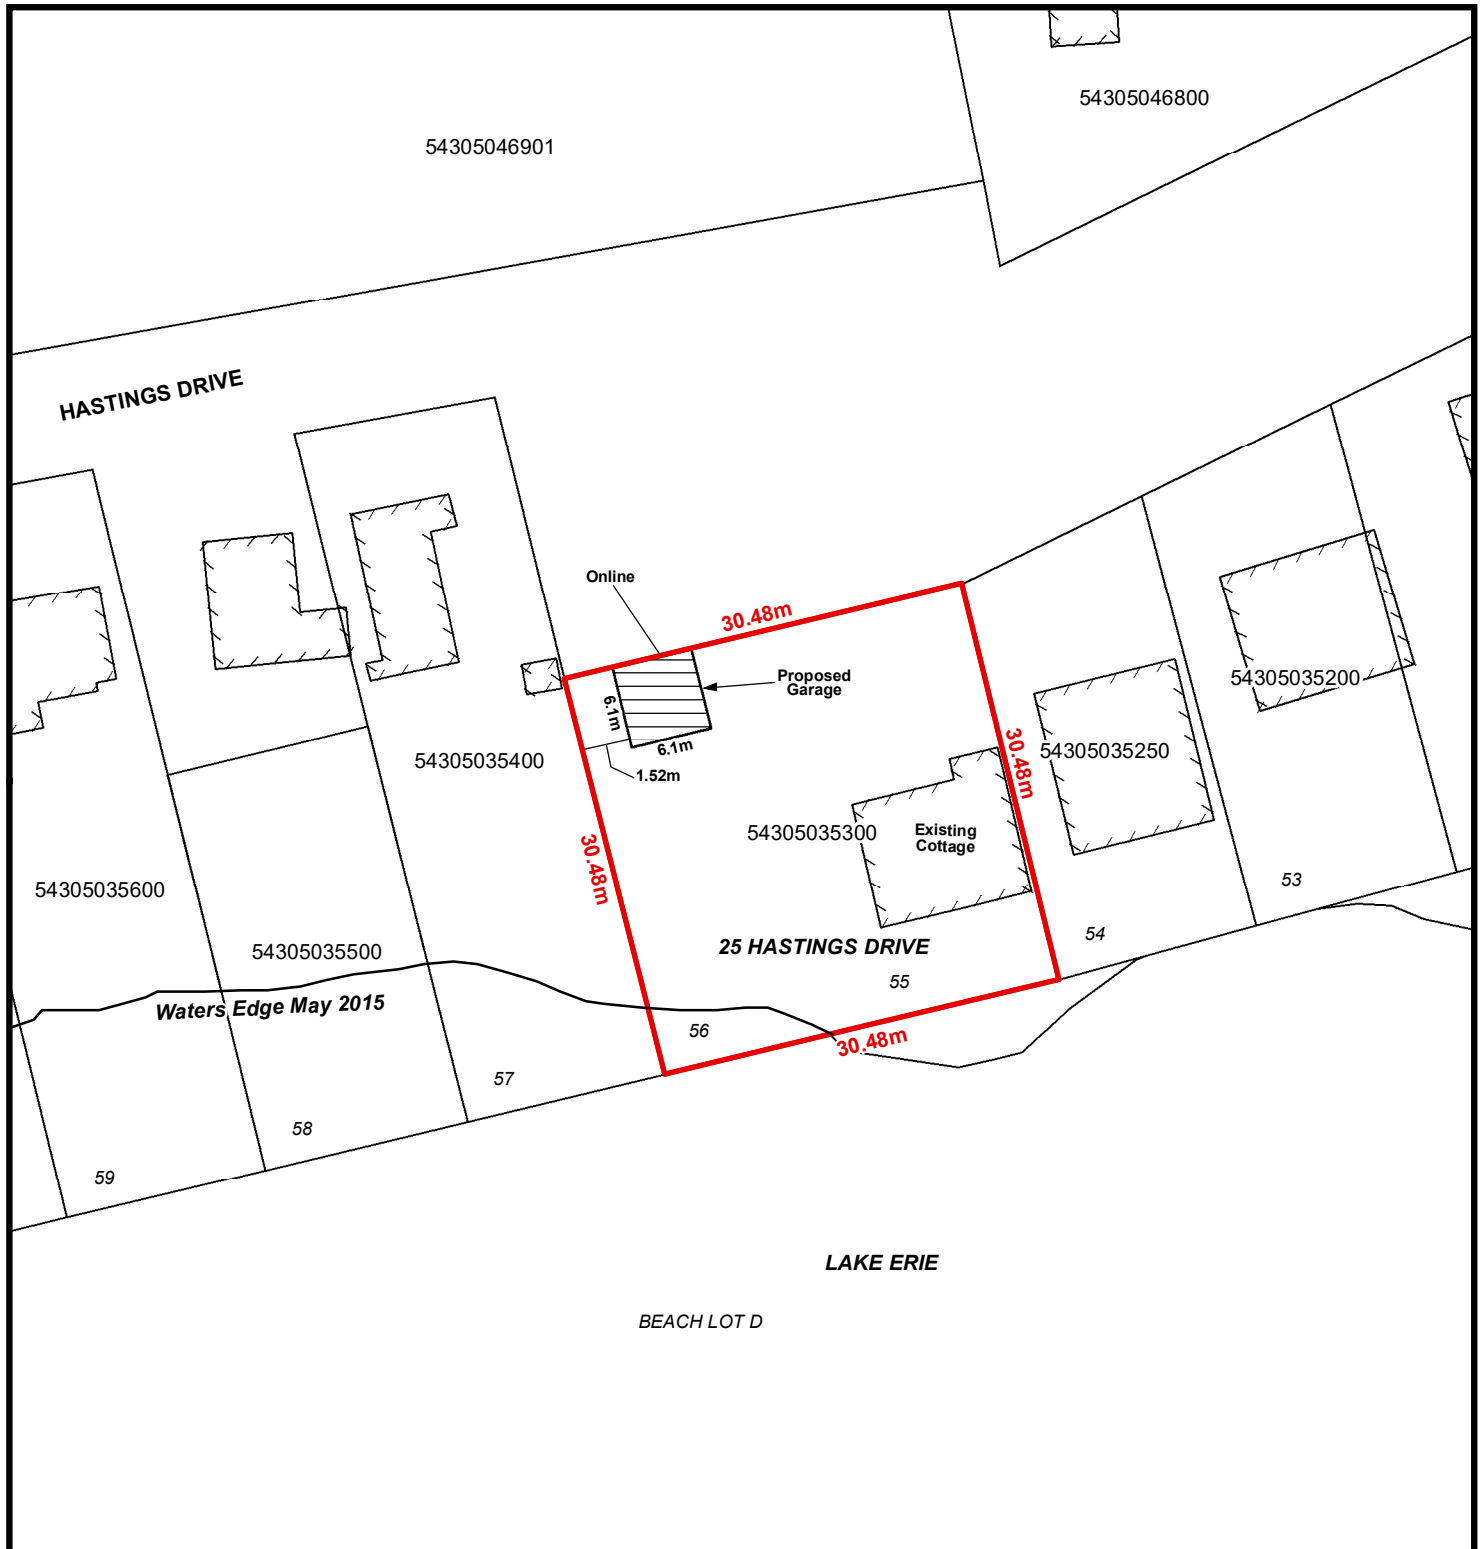 54305046800
54305046901
HASTINGS DRIVE
Online
30.48m
Proposed
Garage
54305035200
6.1m
6.1m
54305035250
30.48m
54305035400
1.52m
54305035300
Existing
Cottage
30.48m
53
54305035600
54
25 HASTINGS DRIVE
54305035500
55
Waters Edge May 2015
56
30.48m
57
58
59
LAKE ERIE
BEACH LOT D